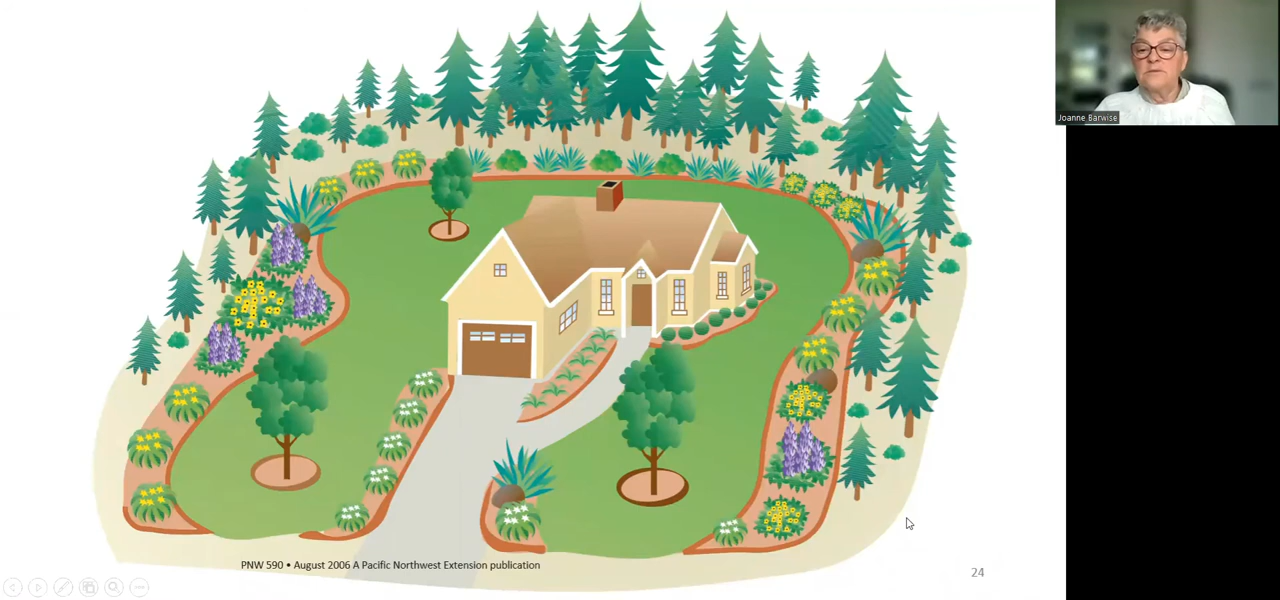 Joanne Barwise
PNW 590 • August 2006 A Pacific Northwest Extension publication
24